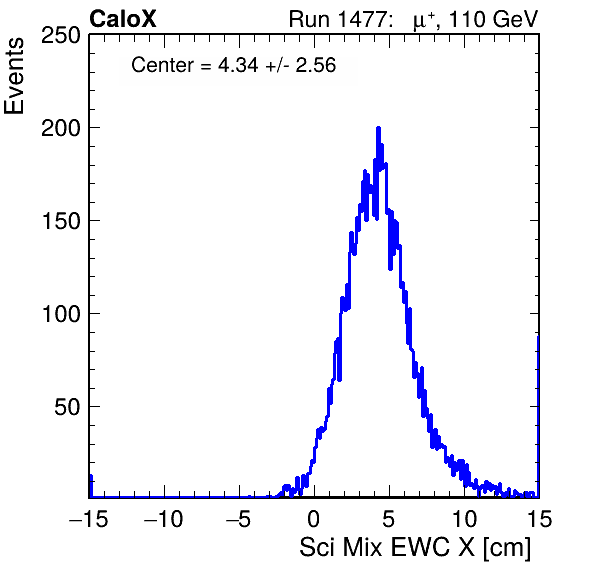 CaloX Run 1477: μ⁺, 110 GeV
Events
Center = 4.34 +/- 2.56
250
200
150
100
50
−15 −10 −5 0 5 10 15
Sci Mix EWC X [cm]